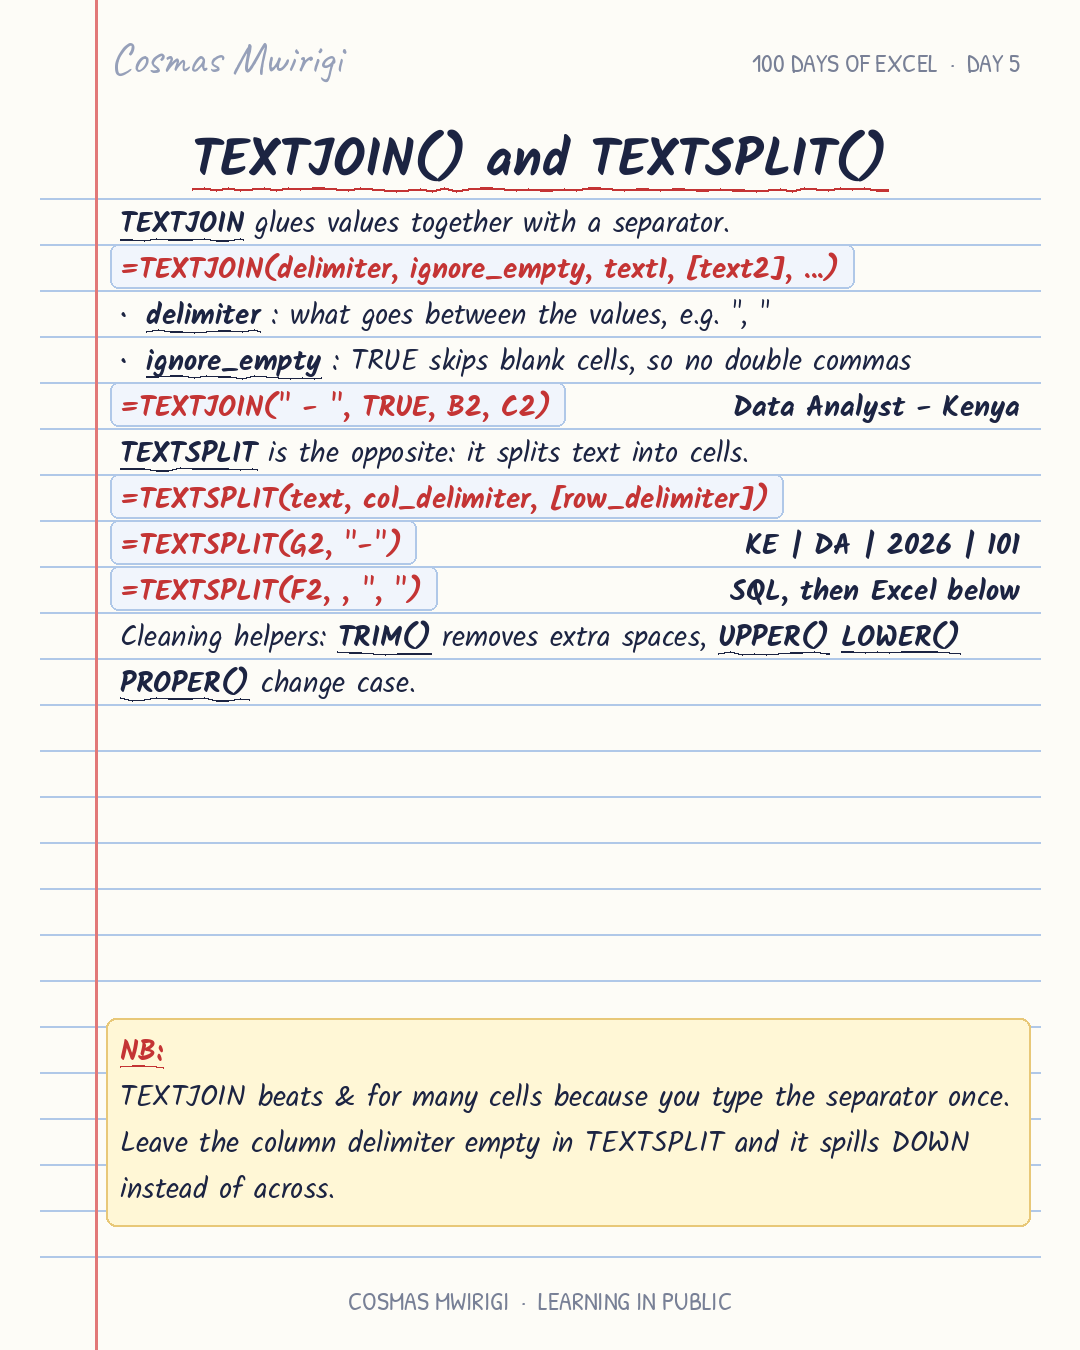 Cosmas Mwirigi
100 DAYS OF EXCEL · DAY 5
TEXTJOIN() and TEXTSPLIT()
TEXTJOIN glues values together with a separator.
=TEXTJOIN(delimiter, ignore_empty, text1, [text2], ...)
· delimiter : what goes between the values, e.g. ", "
· ignore_empty : TRUE skips blank cells, so no double commas
=TEXTJOIN(" - ", TRUE, B2, C2) Data Analyst - Kenya
TEXTSPLIT is the opposite: it splits text into cells.
=TEXTSPLIT(text, col_delimiter, [row_delimiter])
=TEXTSPLIT(G2, "-") KE | DA | 2026 | 101
=TEXTSPLIT(F2, , ", ") SQL, then Excel below
Cleaning helpers: TRIM() removes extra spaces, UPPER() LOWER()
PROPER() change case.
NB:
TEXTJOIN beats & for many cells because you type the separator once.
Leave the column delimiter empty in TEXTSPLIT and it spills DOWN
instead of across.
COSMAS MWIRIGI · LEARNING IN PUBLIC